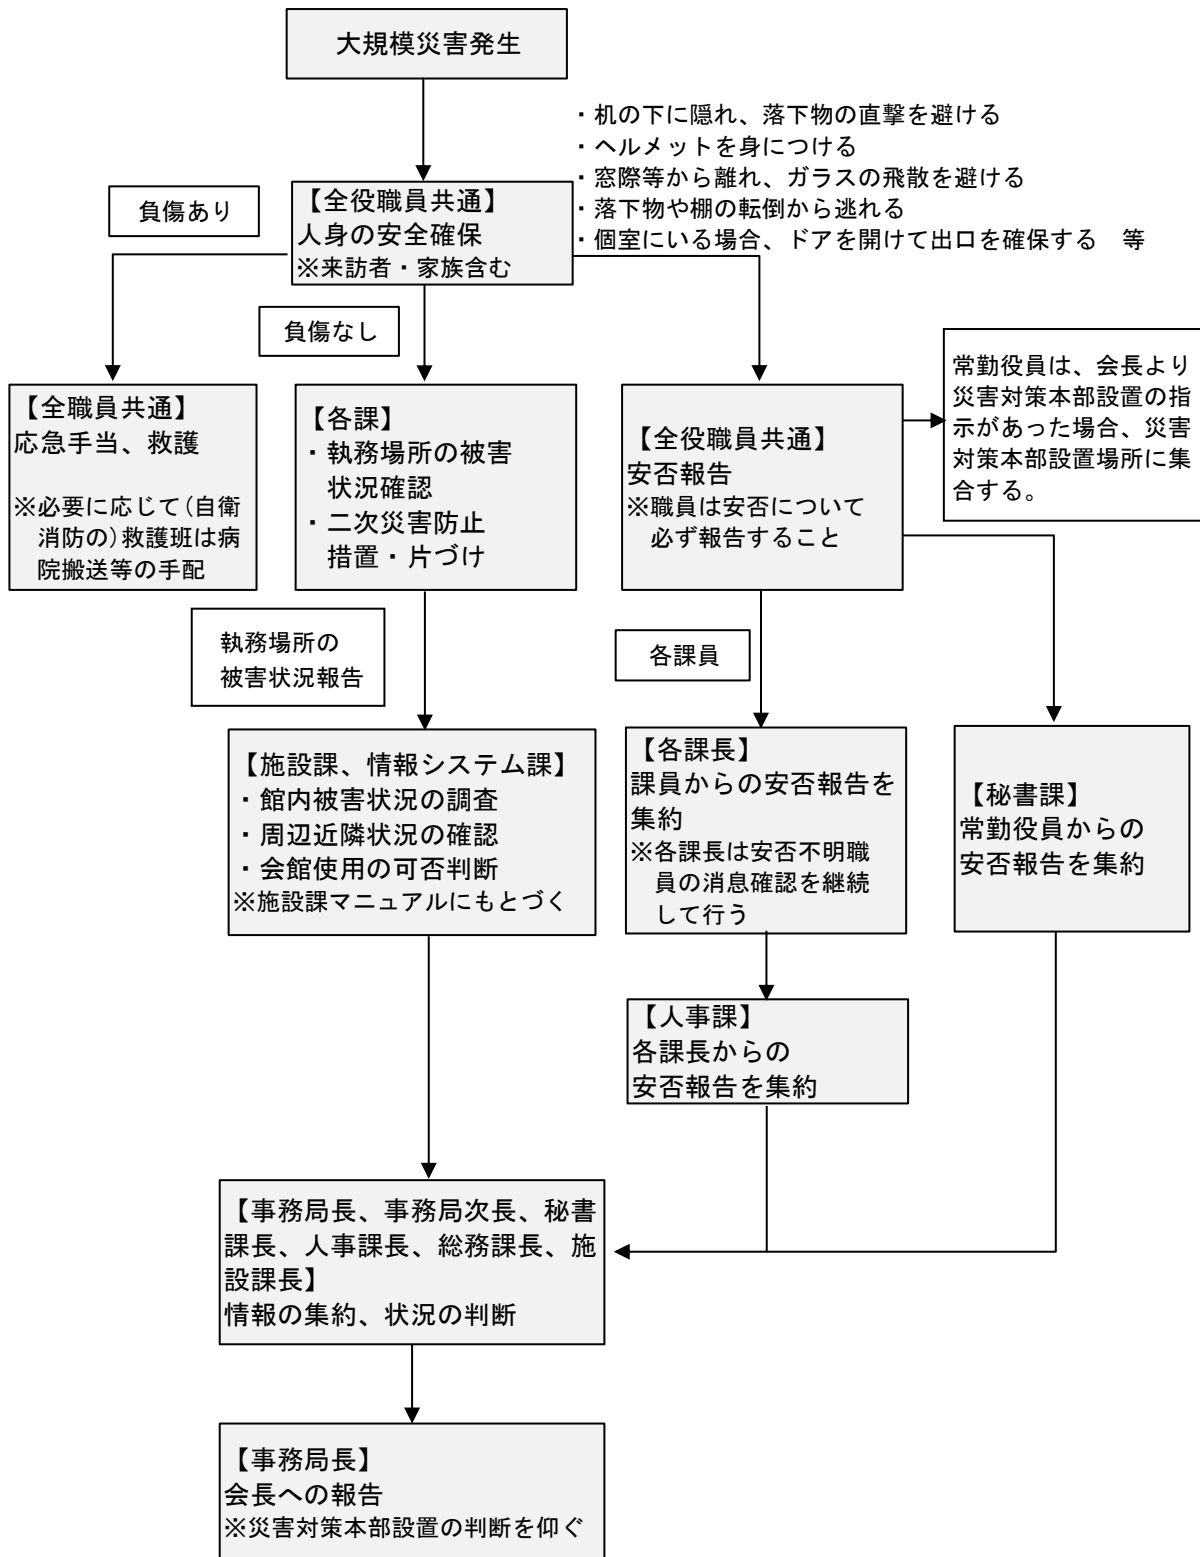 大規模災害発生
・机の下に隠れ、落下物の直撃を避ける
・ヘルメットを身につける
・窓際等から離れ、ガラスの飛散を避ける
・落下物や棚の転倒から逃れる
・個室にいる場合、ドアを開けて出口を確保する　等
【全役職員共通】
人身の安全確保
※来訪者・家族含む
負傷あり
負傷なし
【全職員共通】
応急手当、救護
※必要に応じて(自衛
消防の)救護班は病
院搬送等の手配
【各課】
・執務場所の被害
状況確認
・二次災害防止
措置・片づけ
【全役職員共通】
安否報告
※職員は安否について
必ず報告すること
常勤役員は、会長より
災害対策本部設置の指
示があった場合、災害
対策本部設置場所に集
合する。
執務場所の
被害状況報告
各課員
【施設課、情報システム課】
・館内被害状況の調査
・周辺近隣状況の確認
・会館使用の可否判断
※施設課マニュアルにもとづく
【各課長】
課員からの安否報告を
集約
※各課長は安否不明職
員の消息確認を継続
して行う
【秘書課】
常勤役員からの
安否報告を集約
【人事課】
各課長からの
安否報告を集約
【事務局長、事務局次長、秘書
課長、人事課長、総務課長、施
設課長】
情報の集約、状況の判断
【事務局長】
会長への報告
※災害対策本部設置の判断を仰ぐ